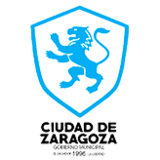 CIUDAD DE
ZARAGOZA
GOBIERNO MUNICIPAL
1996